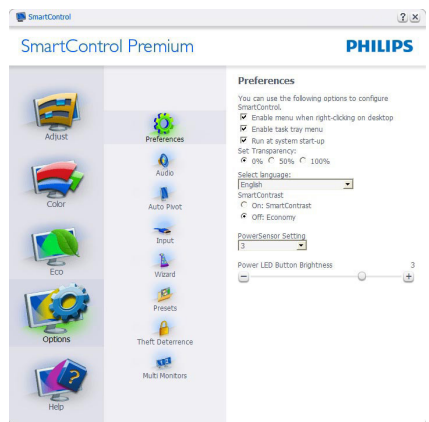 SmartControl
SmartControl Premium
PHILIPS
Adjust
Color
Eco
Options
Help
Preferences
Audio
Auto Pivot
Input
Wizard
Presets
Theft Deterrence
Multi Monitors
Preferences
You can use the following options to configure
SmartControl.
Enable menu when right-clicking on desktop
Enable task tray menu
Run at system start-up
Set Transparency:
0% 50% 100%
Select language:
English
SmartContrast
On: SmartContrast
Off: Economy
PowerSensor Setting
3
Power LED Button Brightness 3